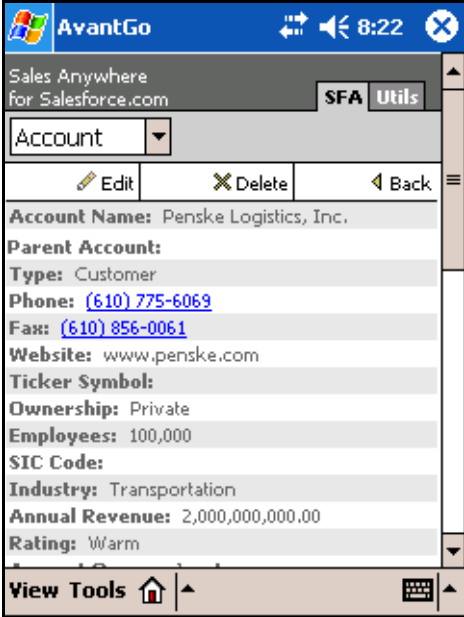 AvantGo 8:22
Sales Anywhere
for Salesforce.com
SFA Utils
Account
Edit Delete Back
Account Name: Penske Logistics, Inc.
Parent Account:
Type: Customer
Phone: (610) 775-6069
Fax: (610) 856-0061
Website: www.penske.com
Ticker Symbol:
Ownership: Private
Employees: 100,000
SIC Code:
Industry: Transportation
Annual Revenue: 2,000,000,000.00
Rating: Warm
View Tools